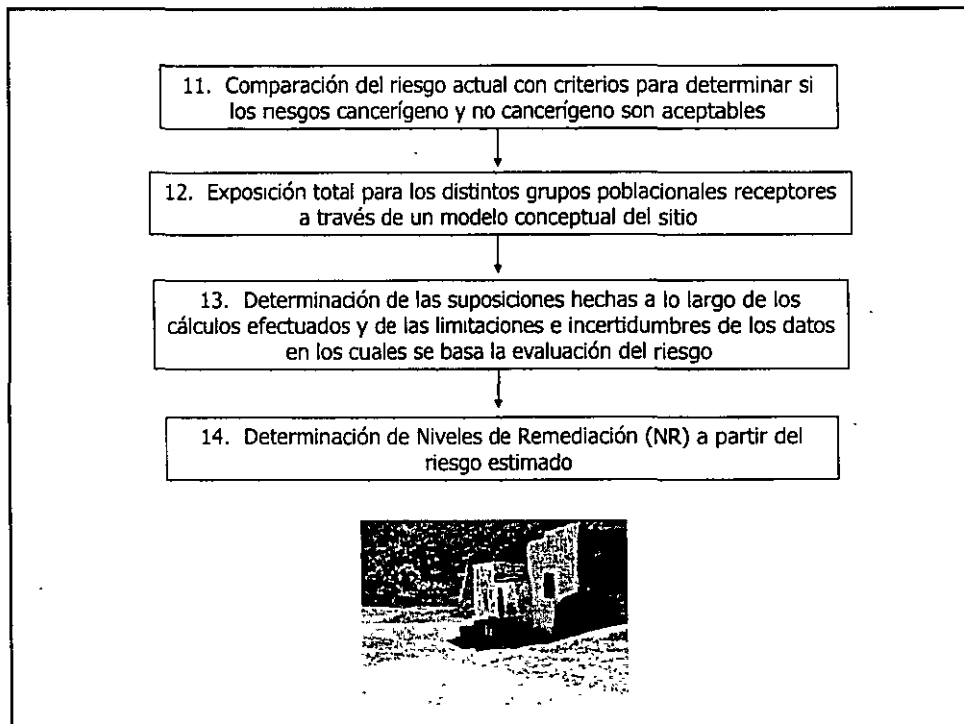 11. Comparación del riesgo actual con criterios para determinar si
los riesgos cancerígeno y no cancerígeno son aceptables
12. Exposición total para los distintos grupos poblacionales receptores
a través de un modelo conceptual del sitio
13. Determinación de las suposiciones hechas a lo largo de los
cálculos efectuados y de las limitaciones e incertidumbres de los datos
en los cuales se basa la evaluación del riesgo
14. Determinación de Niveles de Remediación (NR) a partir del
riesgo estimado